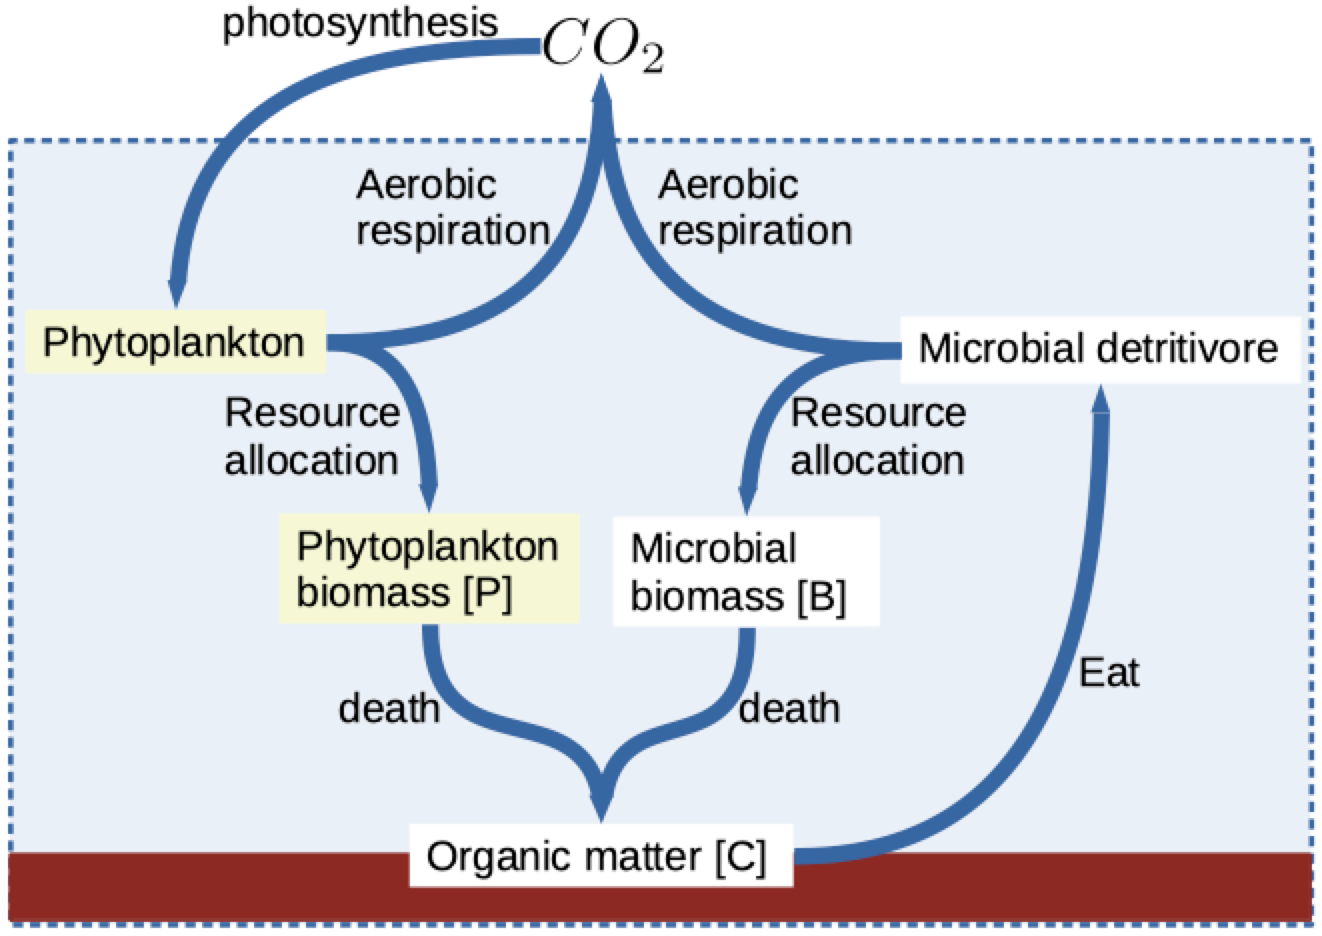 photosynthesis
CO2
Aerobic
respiration
Aerobic
respiration
Phytoplankton
Microbial detritivore
Resource
allocation
Resource
allocation
Phytoplankton
biomass [P]
Microbial
biomass [B]
Eat
death
death
Organic matter [C]